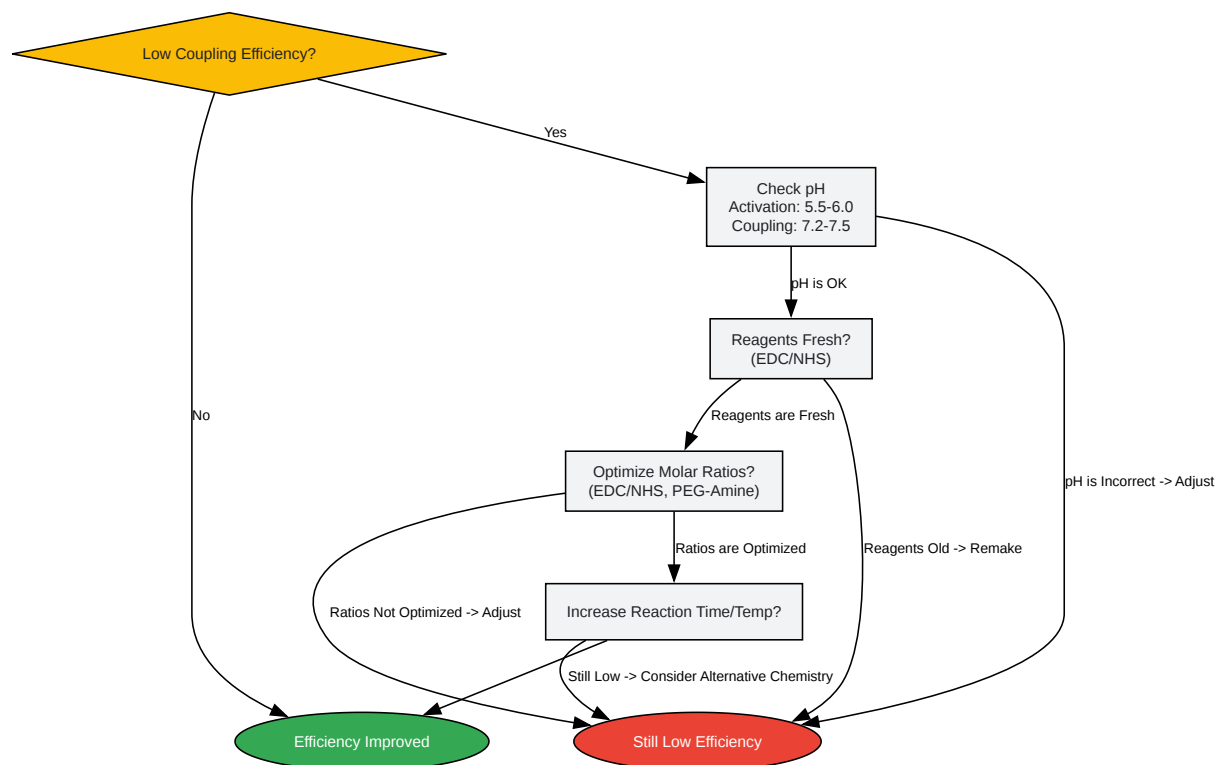 Low Coupling Efficiency?
Yes
Check pH
Activation: 5.5-6.0
Coupling: 7.2-7.5
pH is OK
Reagents Fresh?
(EDC/NHS)
No
Reagents are Fresh
Optimize Molar Ratios?
(EDC/NHS, PEG-Amine)
pH is Incorrect -> Adjust
Ratios are Optimized
Reagents Old -> Remake
Ratios Not Optimized -> Adjust
Increase Reaction Time/Temp?
Still Low -> Consider Alternative Chemistry
Efficiency Improved
Still Low Efficiency